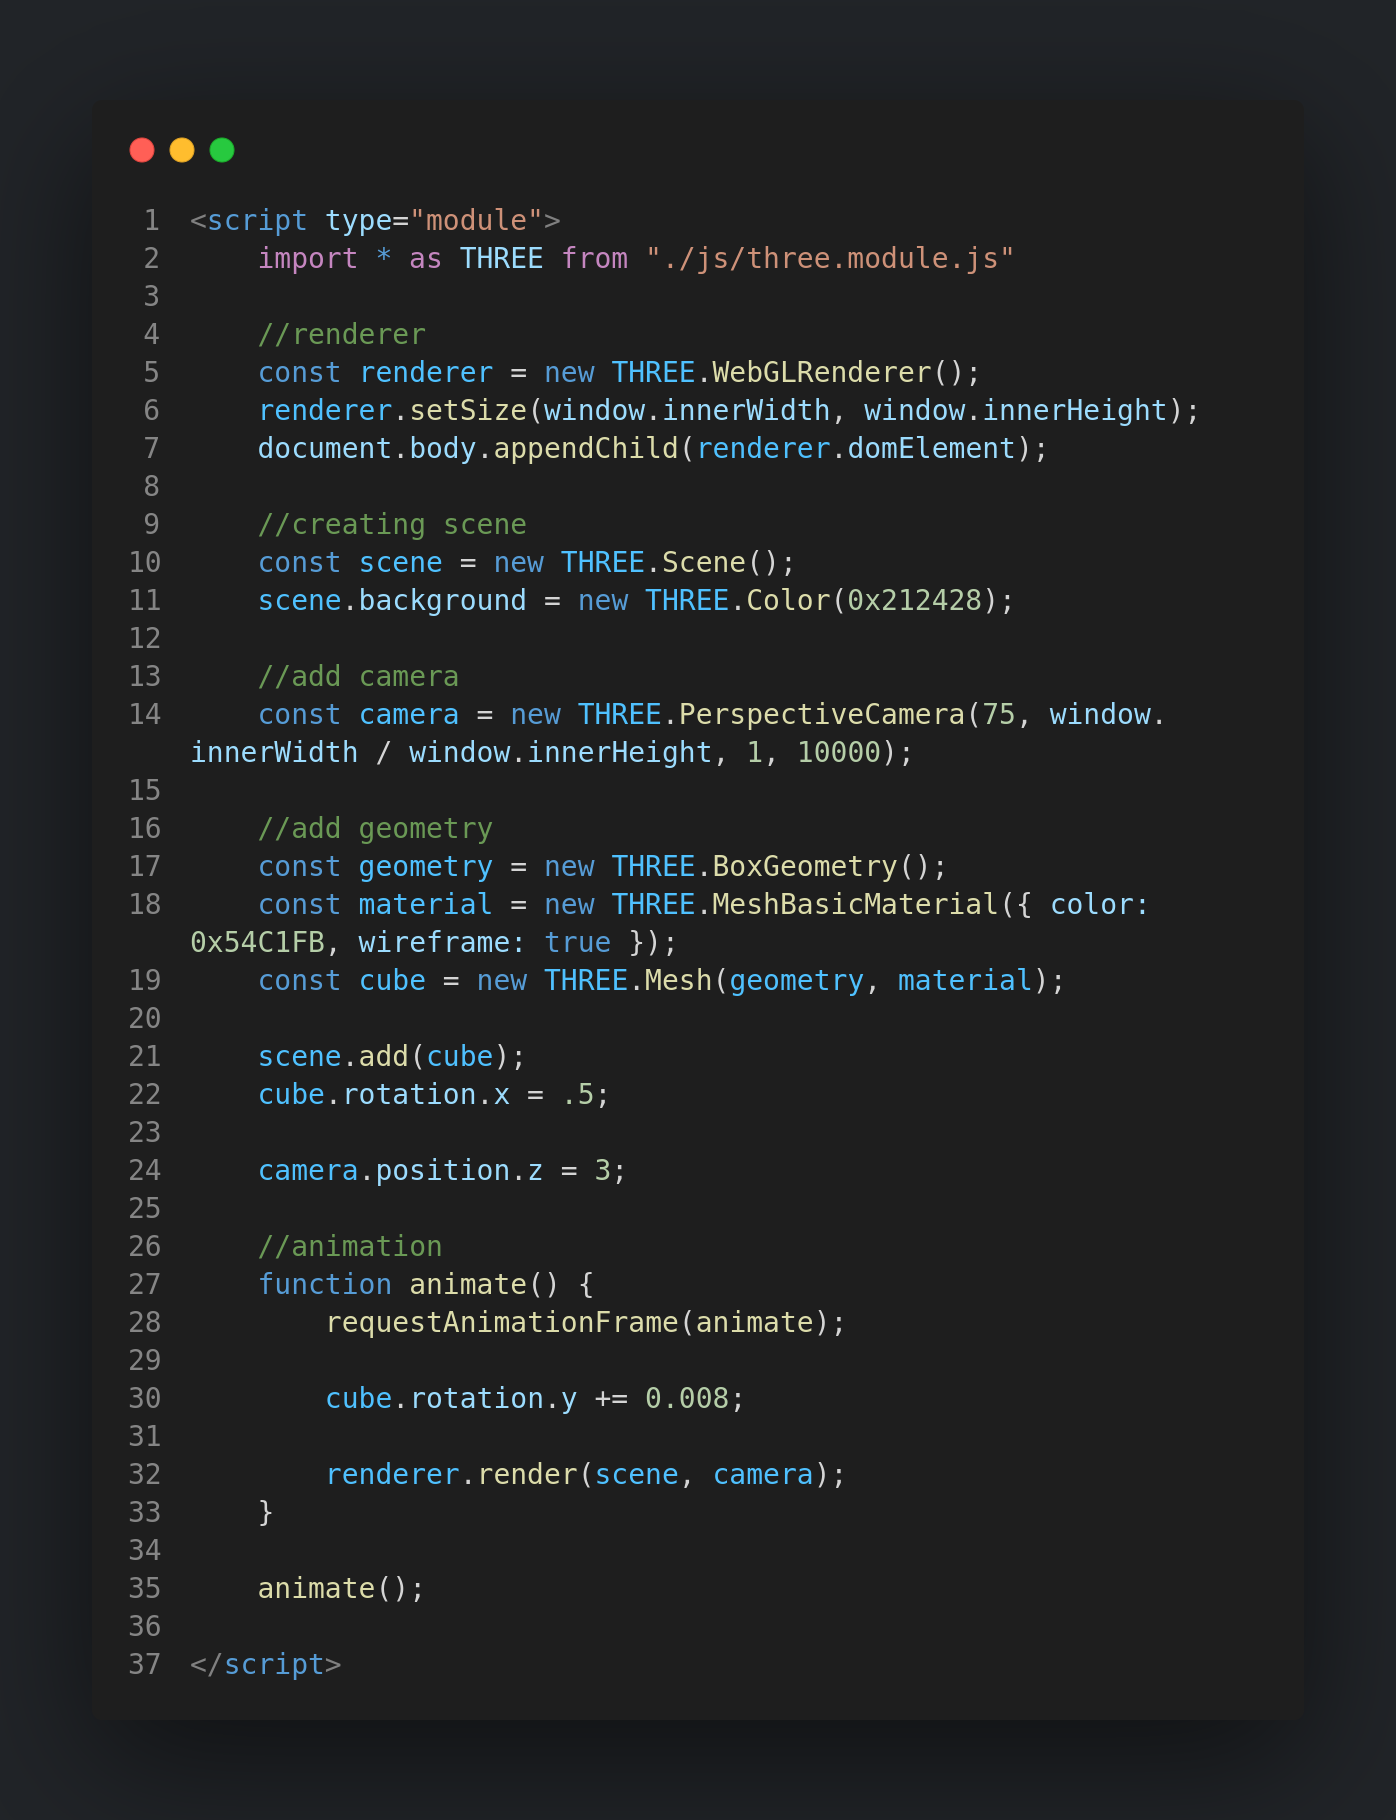 1 <script type="module">
2     import * as THREE from "./js/three.module.js"
3
4     //renderer
5     const renderer = new THREE.WebGLRenderer();
6     renderer.setSize(window.innerWidth, window.innerHeight);
7     document.body.appendChild(renderer.domElement);
8
9     //creating scene
10     const scene = new THREE.Scene();
11     scene.background = new THREE.Color(0x212428);
12
13     //add camera
14     const camera = new THREE.PerspectiveCamera(75, window.
innerWidth / window.innerHeight, 1, 10000);
15
16     //add geometry
17     const geometry = new THREE.BoxGeometry();
18     const material = new THREE.MeshBasicMaterial({ color:
0x54C1FB, wireframe: true });
19     const cube = new THREE.Mesh(geometry, material);
20
21     scene.add(cube);
22     cube.rotation.x = .5;
23
24     camera.position.z = 3;
25
26     //animation
27     function animate() {
28         requestAnimationFrame(animate);
29
30         cube.rotation.y += 0.008;
31
32         renderer.render(scene, camera);
33     }
34
35     animate();
36
37 </script>